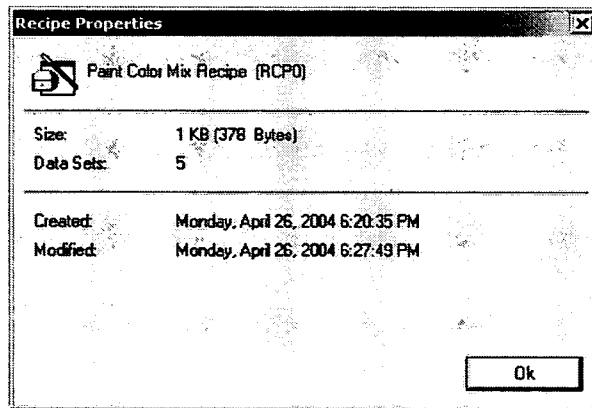 Recipe Properties
Paint Color Mix Recipe (RCP0)
Size: 1 KB (378 Bytes)
Data Sets: 5
Created: Monday, April 26, 2004 6:20:35 PM
Modified: Monday, April 26, 2004 6:27:49 PM
Ok